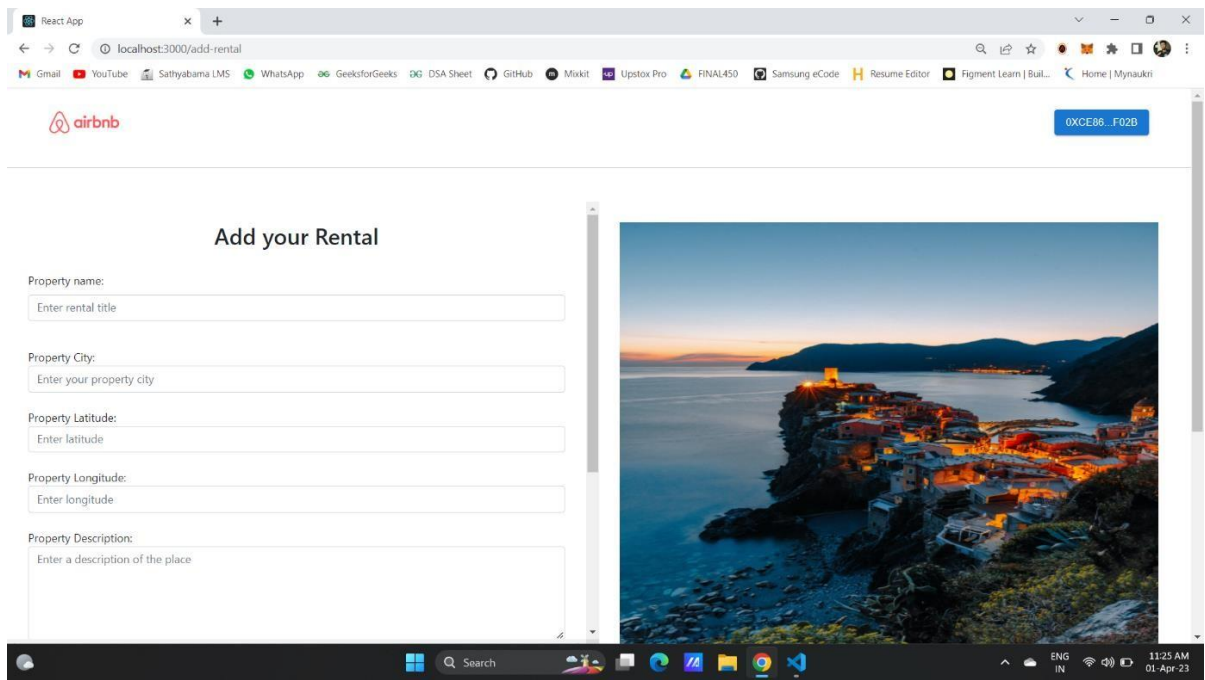 React App
localhost:3000/add-rental
Gmail YouTube Sathyabama LMS WhatsApp GeeksforGeeks DSA Sheet GitHub Mixkit Upstox Pro FINAL450 Samsung eCode Resume Editor Figment Learn | Buil... Home | Mynaukri
airbnb
0XCE86...F02B
Add your Rental
Property name:
Enter rental title
Property City:
Enter your property city
Property Latitude:
Enter latitude
Property Longitude:
Enter longitude
Property Description:
Enter a description of the place
Search
ENG
IN
11:25 AM
01-Apr-23